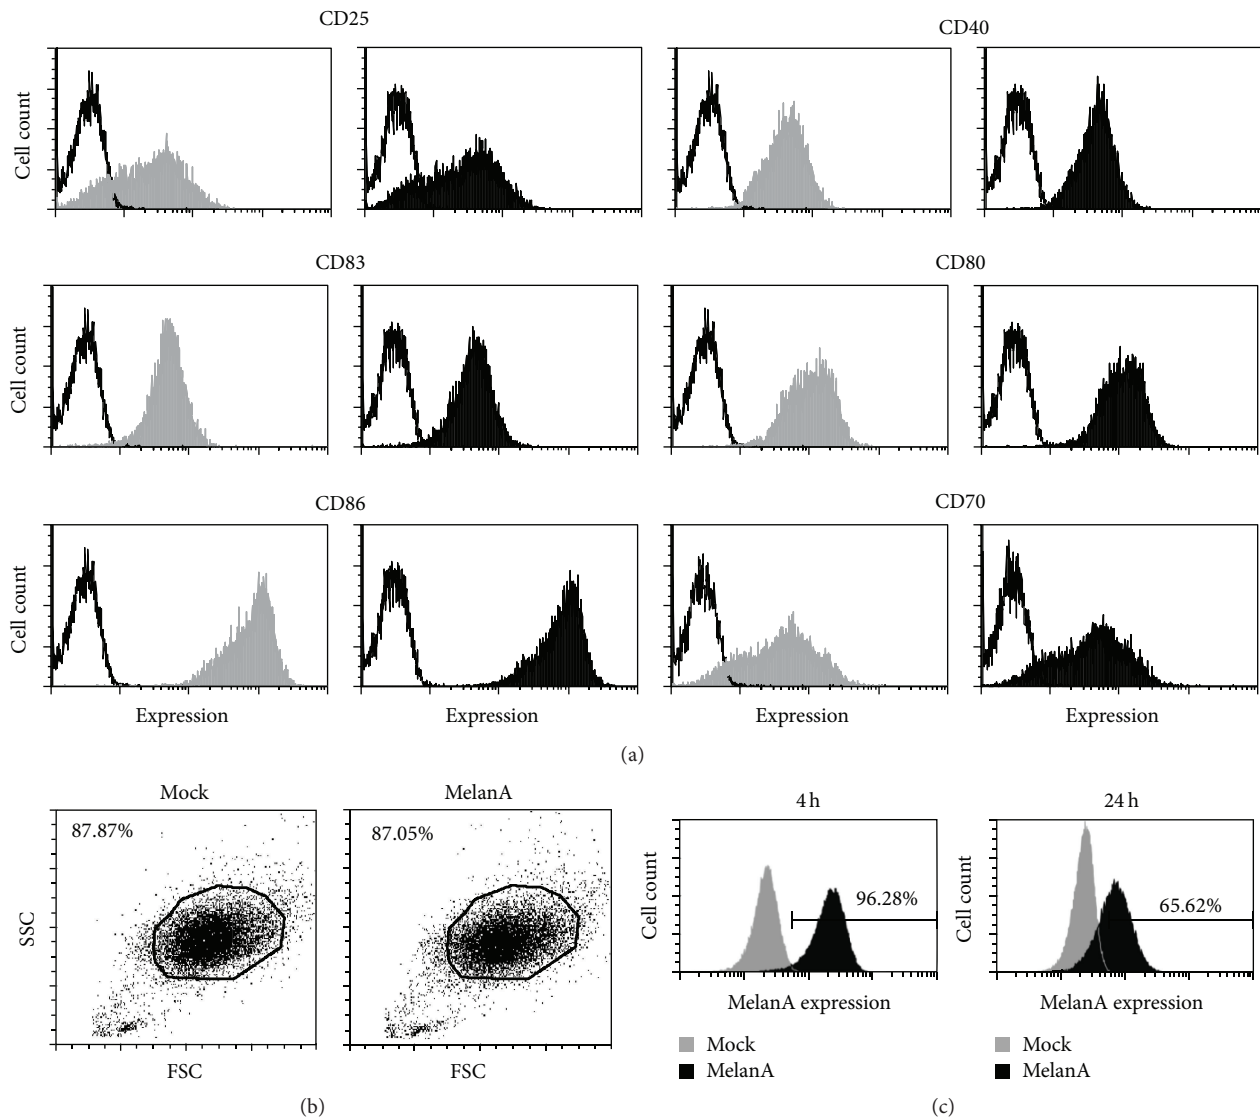 CD25
CD40
Cell count
CD83
CD80
Cell count
CD86
CD70
Cell count
Expression
Expression
Expression
Expression
(a)
Mock
MelanA
87.87%
87.05%
SSC
FSC
FSC
(b)
4 h
24 h
Cell count
96.28%
Cell count
65.62%
MelanA expression
MelanA expression
Mock
MelanA
Mock
MelanA
(c)